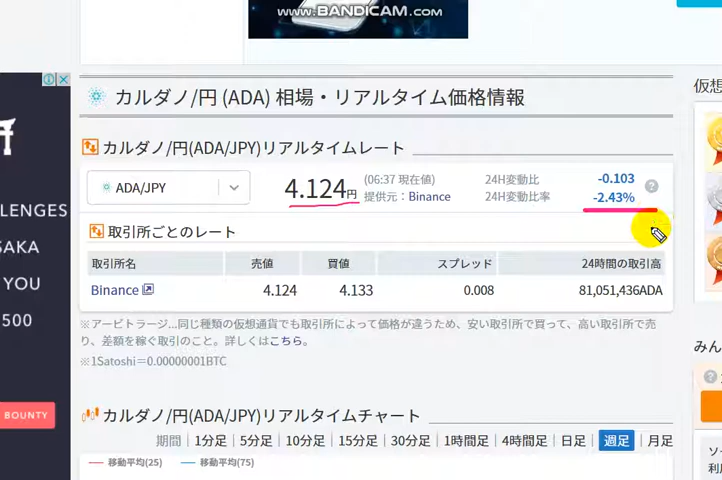 www.BANDICAM.com
カルダノ/円 (ADA) 相場・リアルタイム価格情報
仮想
カルダノ/円(ADA/JPY)リアルタイムレート
ADA/JPY
4.124円
(06:37 現在値)
提供元：Binance
24H変動比 -0.103
24H変動比率 -2.43%
?
LENGES
SAKA
YOU
500
BOUNTY
取引所ごとのレート
取引所名 売値 買値 スプレッド 24時間の取引高
Binance 4.124 4.133 0.008 81,051,436ADA
※アービトラージ...同じ種類の仮想通貨でも取引所によって価格が違うため、安い取引所で買って、高い取引所で売
り、差額を稼ぐ取引のこと。詳しくはこちら。
※1Satoshi＝0.00000001BTC
みん
?
カルダノ/円(ADA/JPY)リアルタイムチャート
期間 | 1分足 | 5分足 | 10分足 | 15分足 | 30分足 | 1時間足 | 4時間足 | 日足 | 週足 | 月足
移動平均(25) 移動平均(75)
ソー
利用